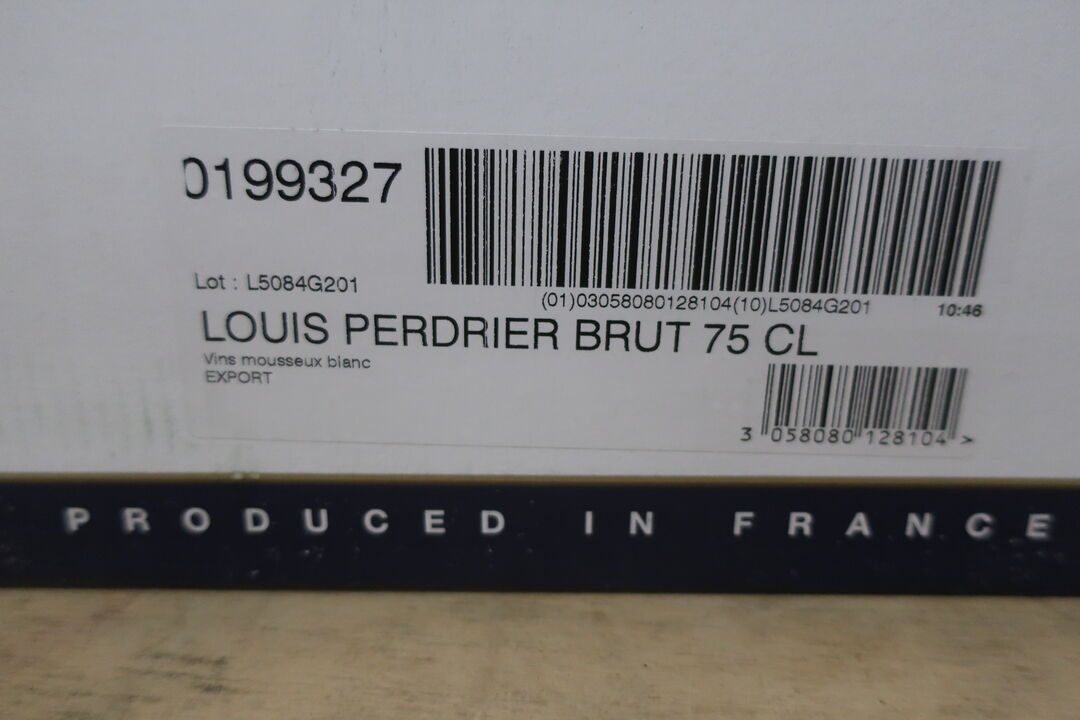 0199327
Lot : L5084G201
(01)03058080128104(10)L5084G201
10:46
LOUIS PERDRIER BRUT 75 CL
Vins mousseux blanc
EXPORT
3 058080 128104 >
PRODUCED IN FRANCE